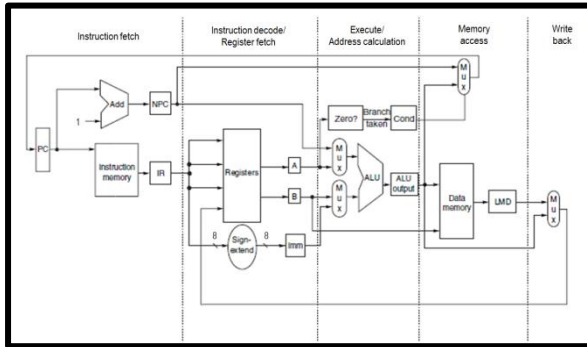 Instruction fetch
Instruction decode/
Register fetch
Execute/
Address calculation
Memory
access
Write
back
M
u
x
Add
NPC
Zero?
Branch
taken
Cond
1
PC
Instruction
memory
IR
Registers
A
B
M
u
x
M
u
x
ALU
ALU
output
Data
memory
LMD
M
u
x
8
Sign-
extend
8
Imm